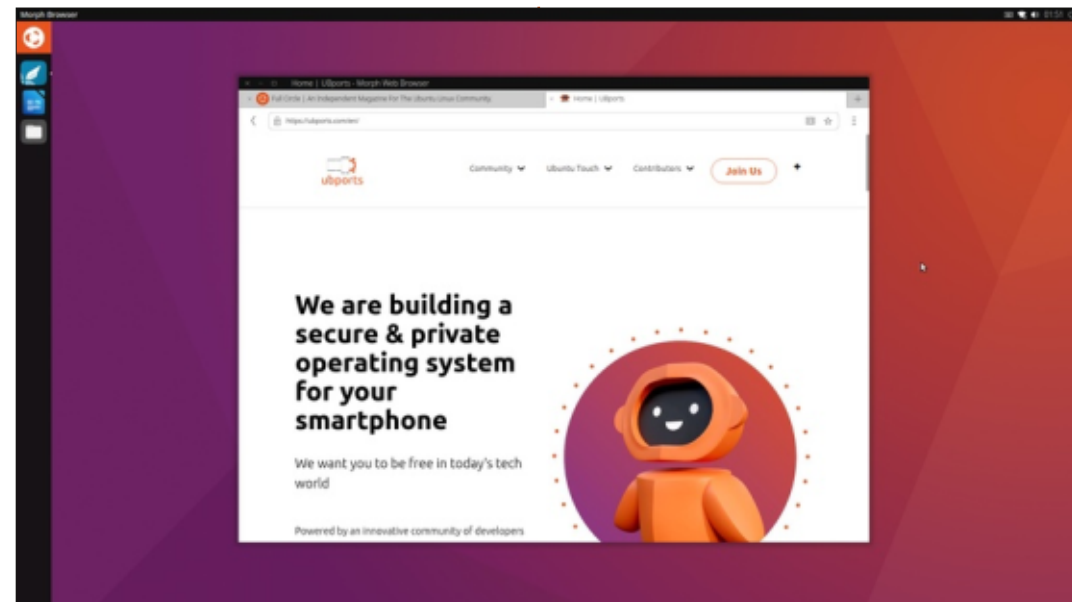 Morph Browser
01:51
Home | UBports - Morph Web Browser
Full Circle | An Independent Magazine For The Ubuntu Linux Community.
Home | UBports
https://ubports.com/en/
ubports
Community
Ubuntu Touch
Contributors
Join Us
We are building a
secure & private
operating system
for your
smartphone
We want you to be free in today's tech
world
Powered by an innovative community of developers